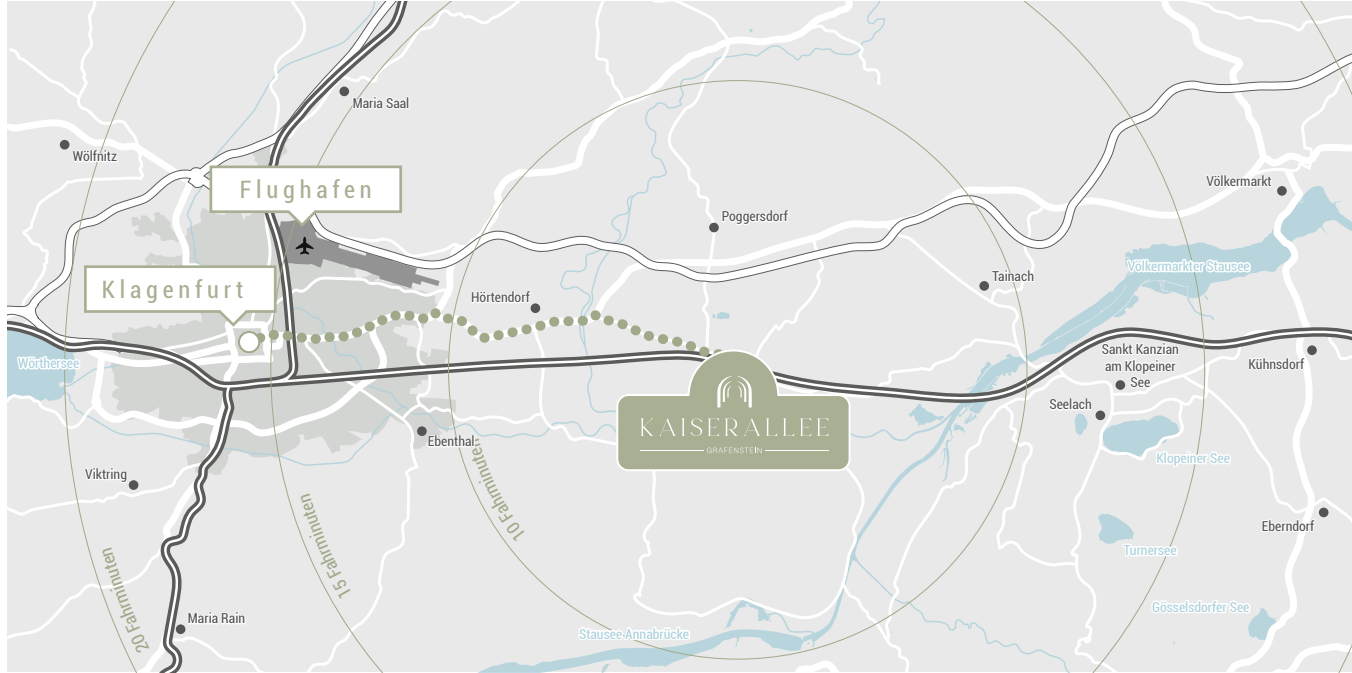 Maria Saal
Wölfnitz
Flughafen
Völkermarkt
Poggersdorf
Völkermarkter Stausee
Tainach
Klagenfurt
Hörtendorf
Wörthersee
Sankt Kanzian
am Klopeiner
See
Kühnsdorf
Seelach
KAISERALLEE
GRAFENSTEIN
Ebenthal
Klopeiner See
Viktring
10 Fahrminuten
15 Fahrminuten
20 Fahrminuten
Eberndorf
Turnersee
Gösselsdorfer See
Maria Rain
Stausee Annabrücke